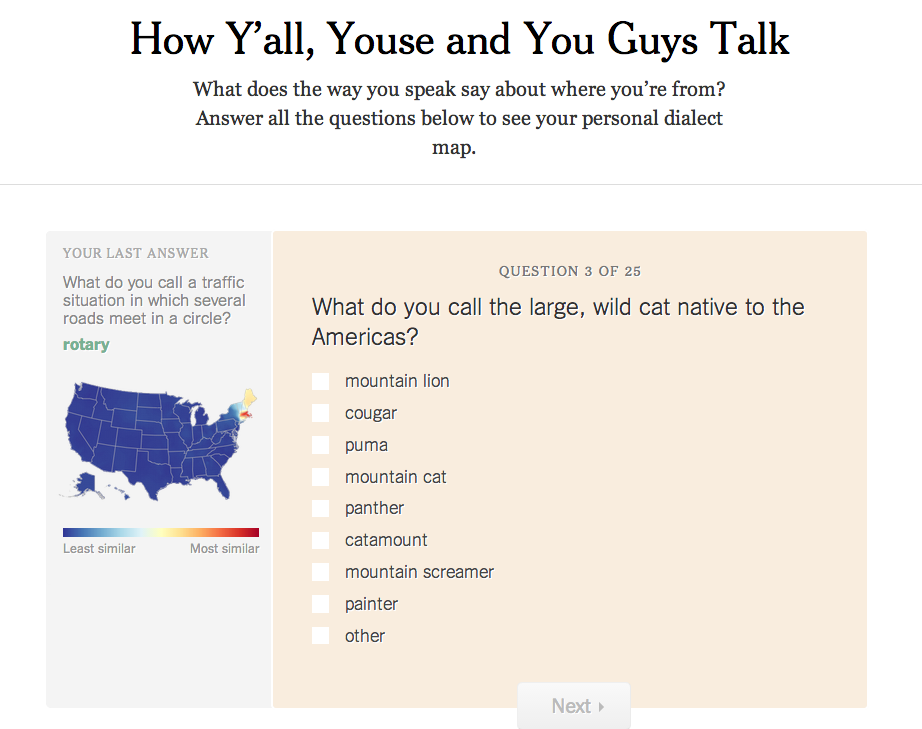 How Y’all, Youse and You Guys Talk
What does the way you speak say about where you’re from?
Answer all the questions below to see your personal dialect
map.
YOUR LAST ANSWER
What do you call a traffic
situation in which several
roads meet in a circle?
rotary
Least similar Most similar
QUESTION 3 OF 25
What do you call the large, wild cat native to the
Americas?
mountain lion
cougar
puma
mountain cat
panther
catamount
mountain screamer
painter
other
Next